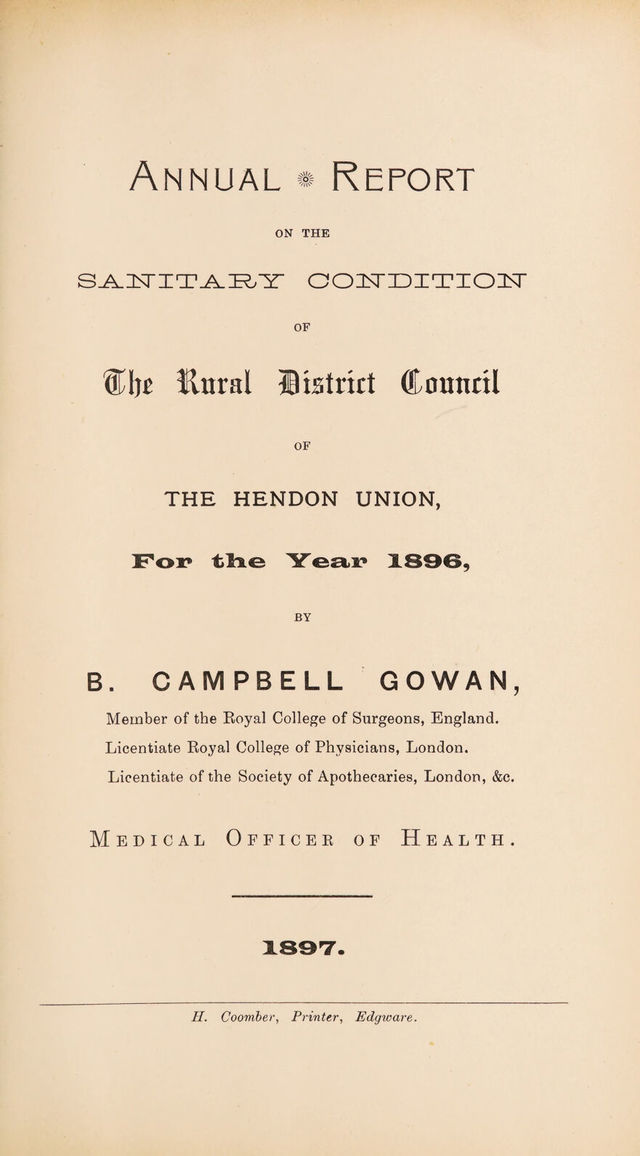 ANNUAL REPORT
ON THE
SANITARY CONDITION
OF
The Rural District Council
OF
THE HENDON UNION,
For the Year 1896,
BY
B. CAMPBELL GOWAN,
Member of the Royal College of Surgeons, England.
Licentiate Royal College of Physicians, London.
Licentiate of the Society of Apothecaries, London, &c.
MEDICAL OFFICER OF HEALTH.
1897.
H. Coomber, Printer, Edgware.